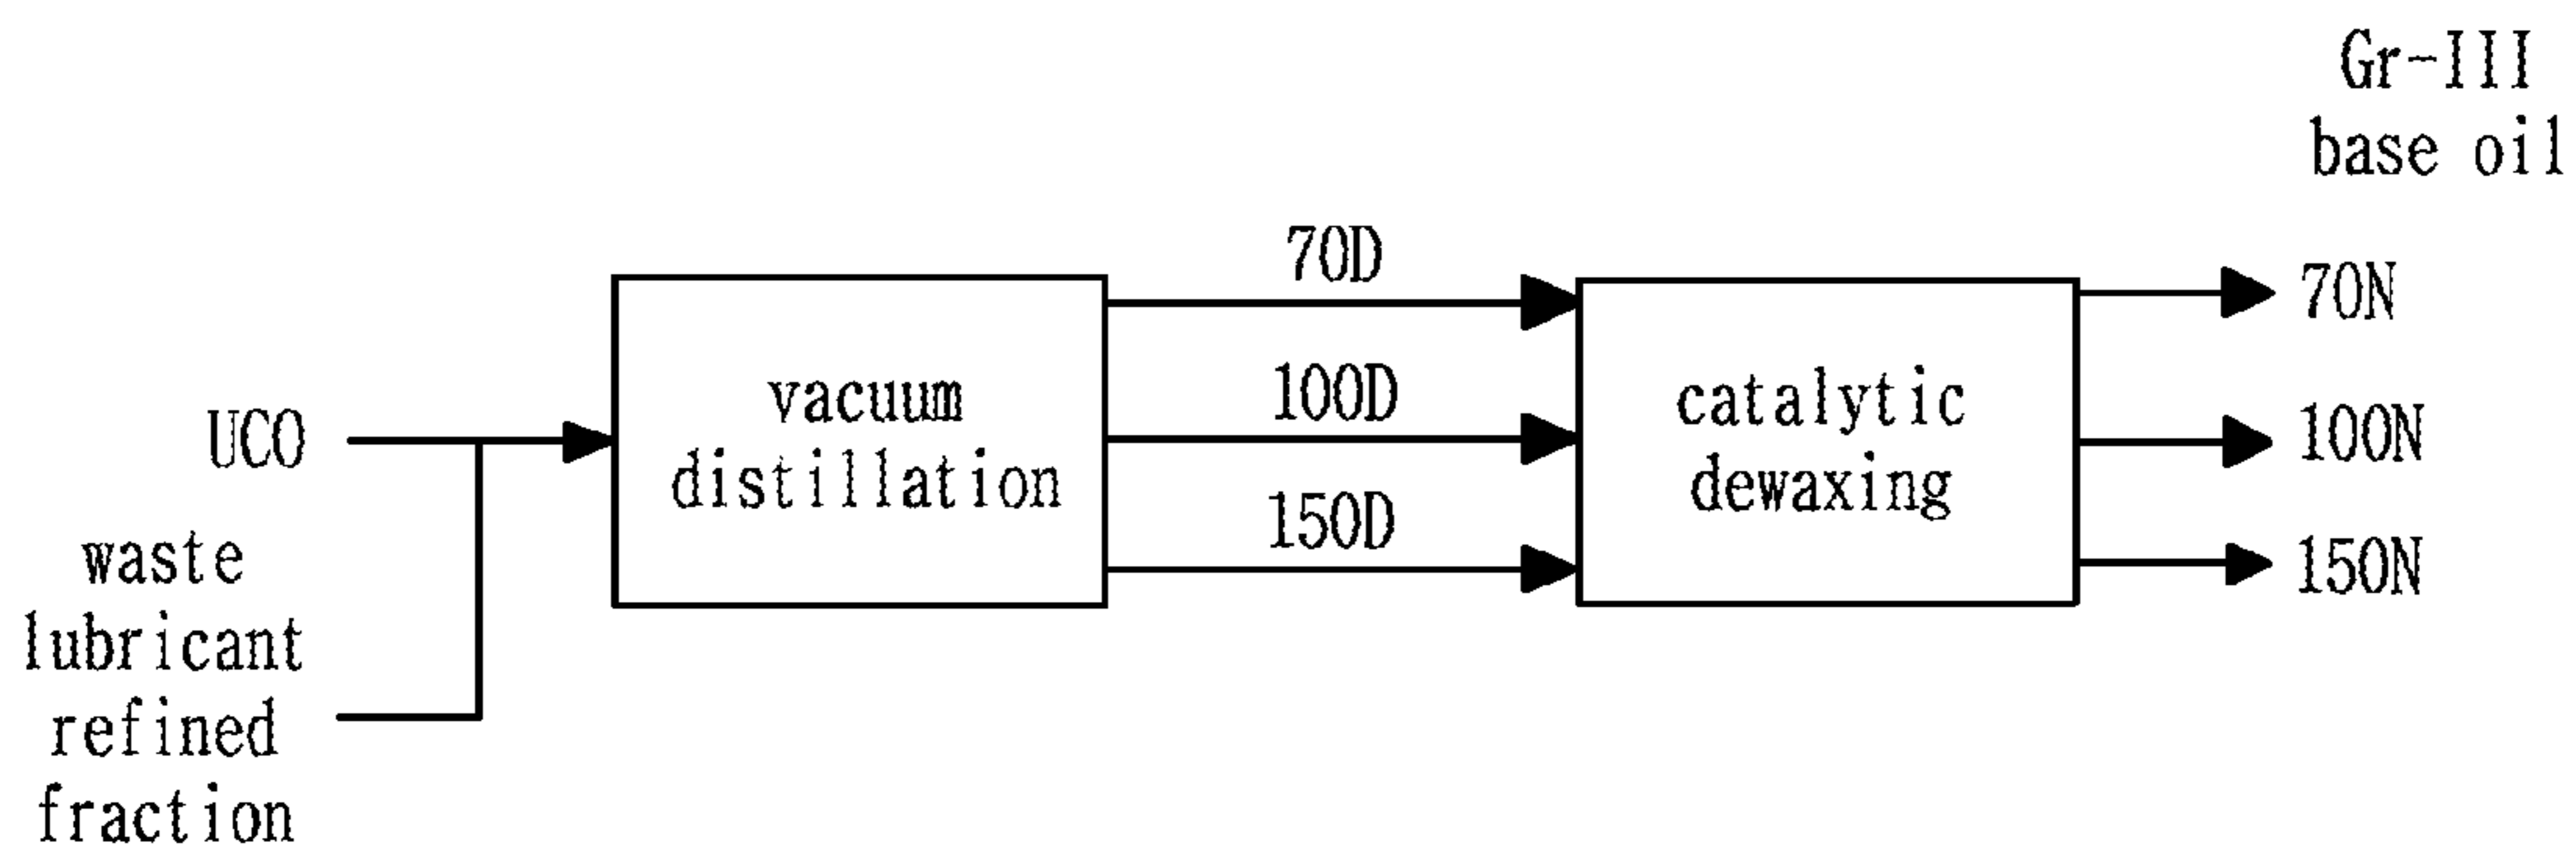 Gr-III
base oil
70D
70N
vacuum
distillation
100D
catalytic
dewaxing
100N
UCO
150D
150N
waste
lubricant
refined
fraction